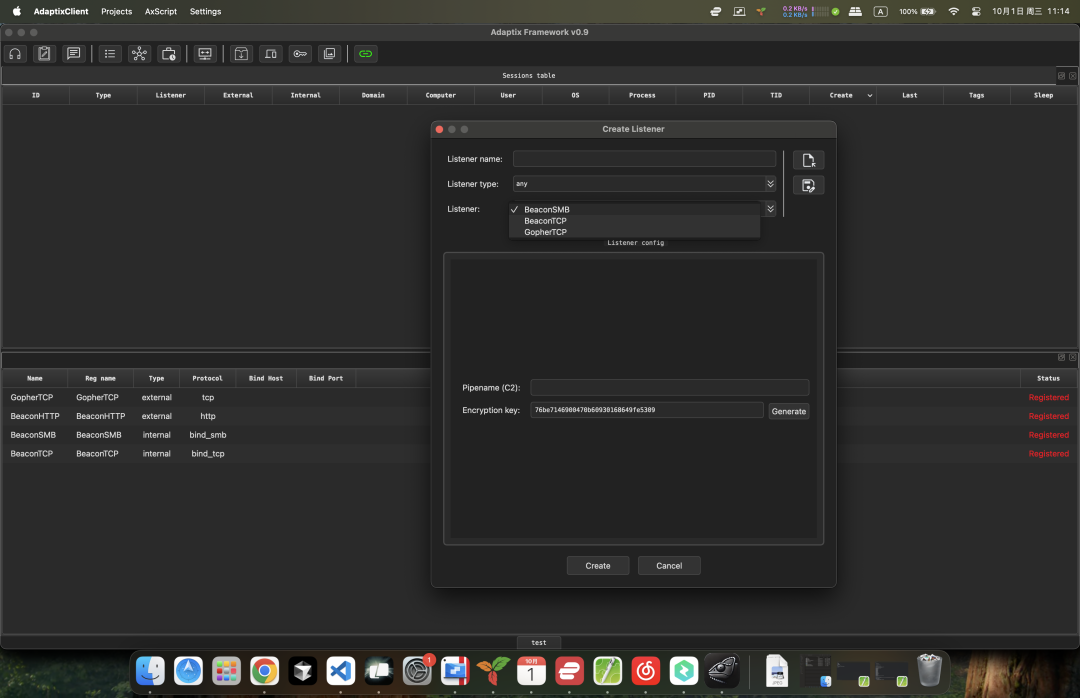 AdaptixClient Projects AxScript Settings 0.2 KB/s 0.2 KB/s A 100% 10月1日 周三 11:14
Adaptix Framework v0.9
Sessions table
ID Type Listener External Internal Domain Computer User OS Process PID TID Create Last Tags Sleep
Create Listener
Listener name:
Listener type: any
Listener: BeaconSMB
BeaconTCP
GopherTCP
Listener config
Name Reg name Type Protocol Bind Host Bind Port Status
GopherTCP GopherTCP external tcp Registered
BeaconHTTP BeaconHTTP external http Registered
BeaconSMB BeaconSMB internal bind_smb Registered
BeaconTCP BeaconTCP internal bind_tcp Registered
Pipename (C2):
Encryption key: 76be7146900470b60930168649fe5309 Generate
Create Cancel
test
1
10月
1
JPEG